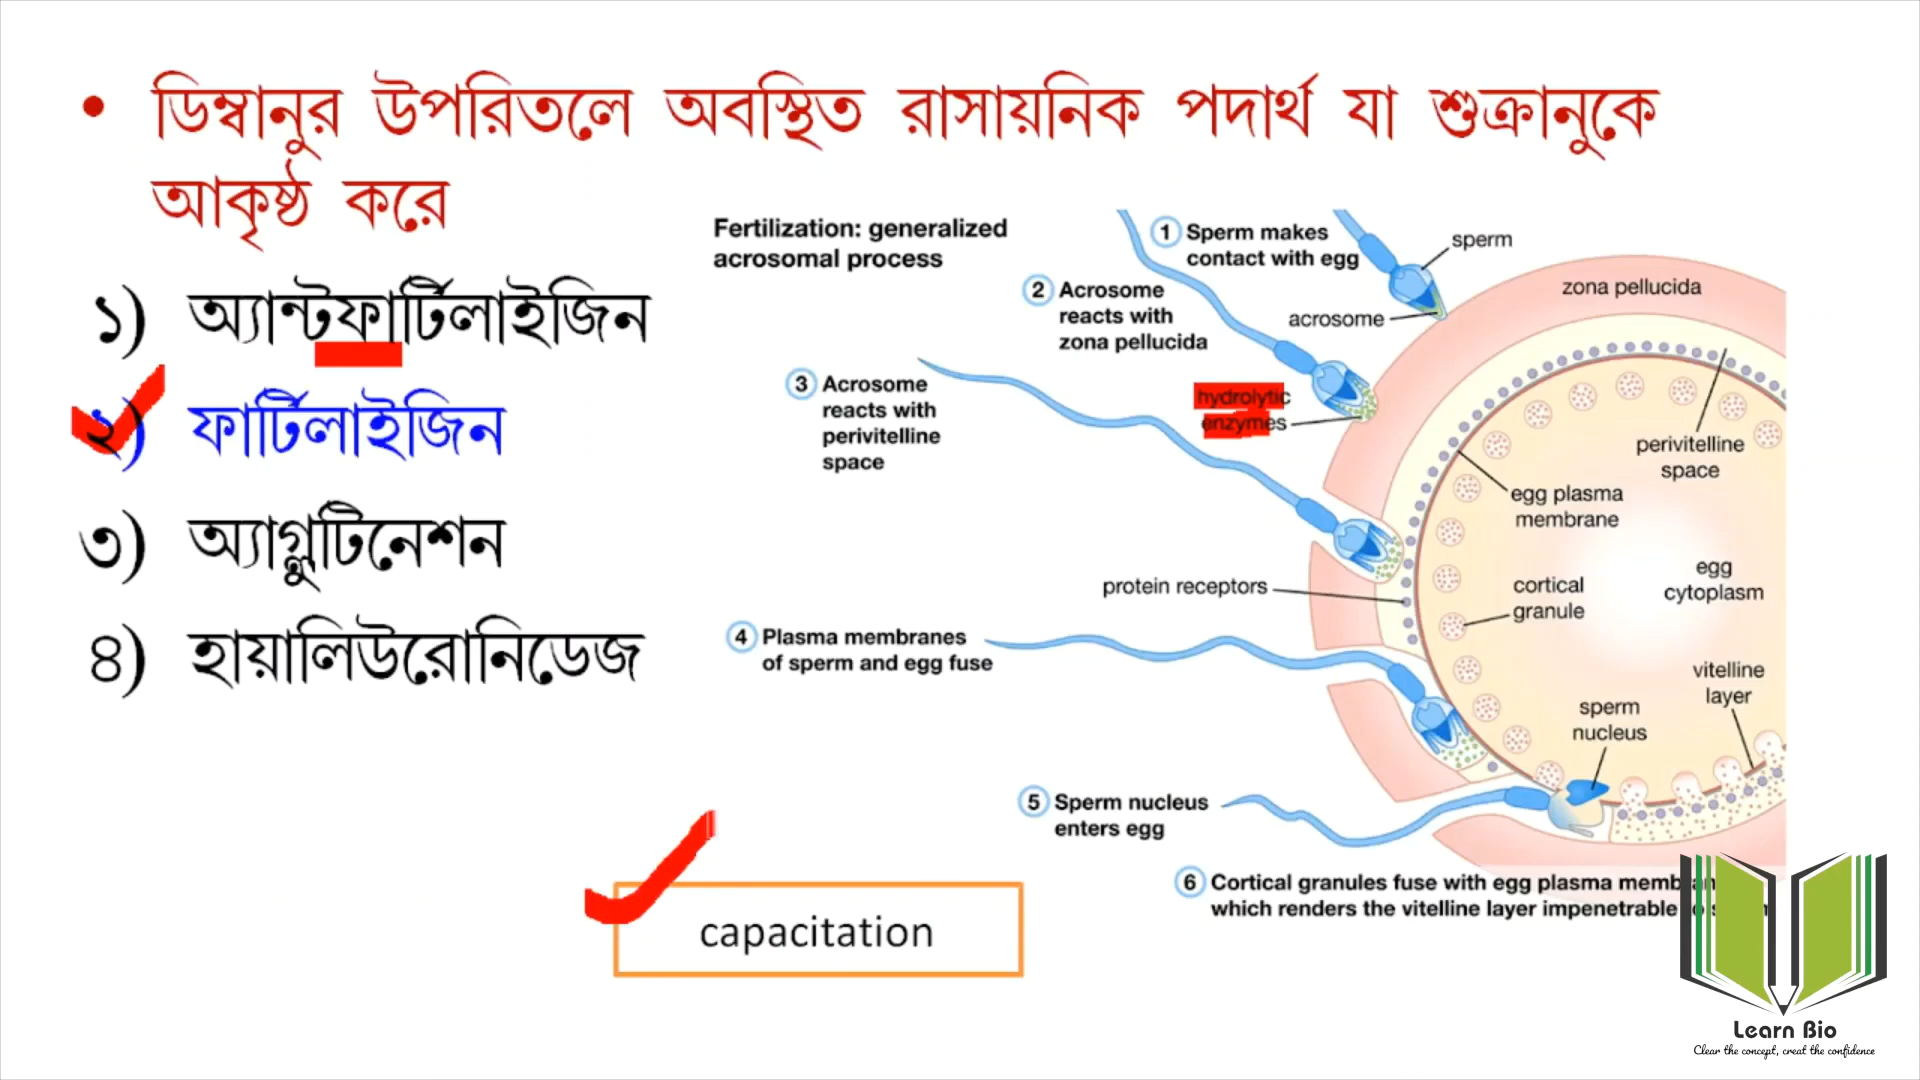 • ডিম্বানুর উপরিতলে অবস্থিত রাসায়নিক পদার্থ যা শুক্রানুকে
আকৃষ্ঠ করে
১) অ্যান্টফার্টিলাইজিন
২) ফার্টিলাইজিন
৩) অ্যাগ্লুটিনেশন
৪) হায়ালিউরোনিডেজ
Fertilization: generalized
acrosomal process
1 Sperm makes
contact with egg
sperm
zona pellucida
2 Acrosome
reacts with
zona pellucida
acrosome
3 Acrosome
reacts with
perivitelline
space
hydrolytic
enzymes
perivitelline
space
egg plasma
membrane
protein receptors
cortical
granule
egg
cytoplasm
4 Plasma membranes
of sperm and egg fuse
vitelline
layer
sperm
nucleus
5 Sperm nucleus
enters egg
6 Cortical granules fuse with egg plasma
which renders the vitelline layer impenetrable
capacitation
Learn Bio
Clear the concept, creat the confidence